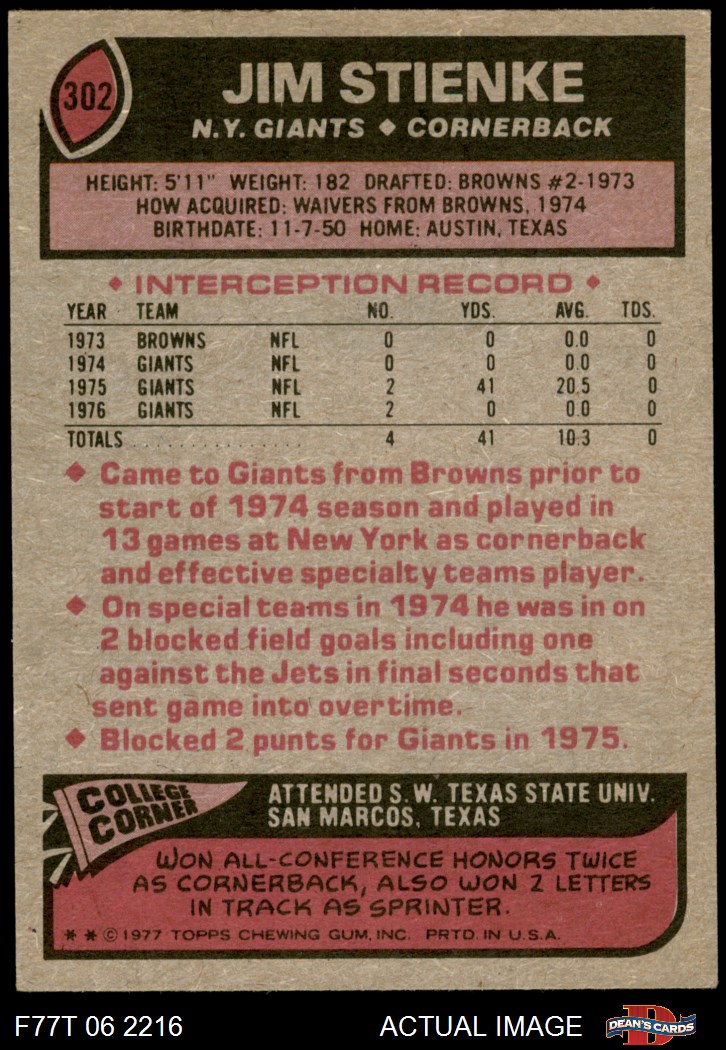 302
JIM STIENKE
N.Y. GIANTS ◆ CORNERBACK
HEIGHT: 5'11" WEIGHT: 182 DRAFTED: BROWNS #2-1973
HOW ACQUIRED: WAIVERS FROM BROWNS, 1974
BIRTHDATE: 11-7-50 HOME: AUSTIN, TEXAS
◆ INTERCEPTION RECORD ◆
YEAR TEAM NO. YDS. AVG. TDS.
1973 BROWNS NFL 0 0 0.0 0
1974 GIANTS NFL 0 0 0.0 0
1975 GIANTS NFL 2 41 20.5 0
1976 GIANTS NFL 2 0 0.0 0
TOTALS . . . . . . . . . . . . . . . . 4 41 10.3 0
◆ Came to Giants from Browns prior to
start of 1974 season and played in
13 games at New York as cornerback
and effective specialty teams player.
◆ On special teams in 1974 he was in on
2 blocked field goals including one
against the Jets in final seconds that
sent game into overtime.
◆ Blocked 2 punts for Giants in 1975.
COLLEGE
CORNER
ATTENDED S.W. TEXAS STATE UNIV.
SAN MARCOS, TEXAS
WON ALL-CONFERENCE HONORS TWICE
AS CORNERBACK, ALSO WON 2 LETTERS
IN TRACK AS SPRINTER.
* * © 1977 TOPPS CHEWING GUM, INC. PRTD. IN U.S.A.
F77T 06 2216
ACTUAL IMAGE
D
DEAN'S CARDS